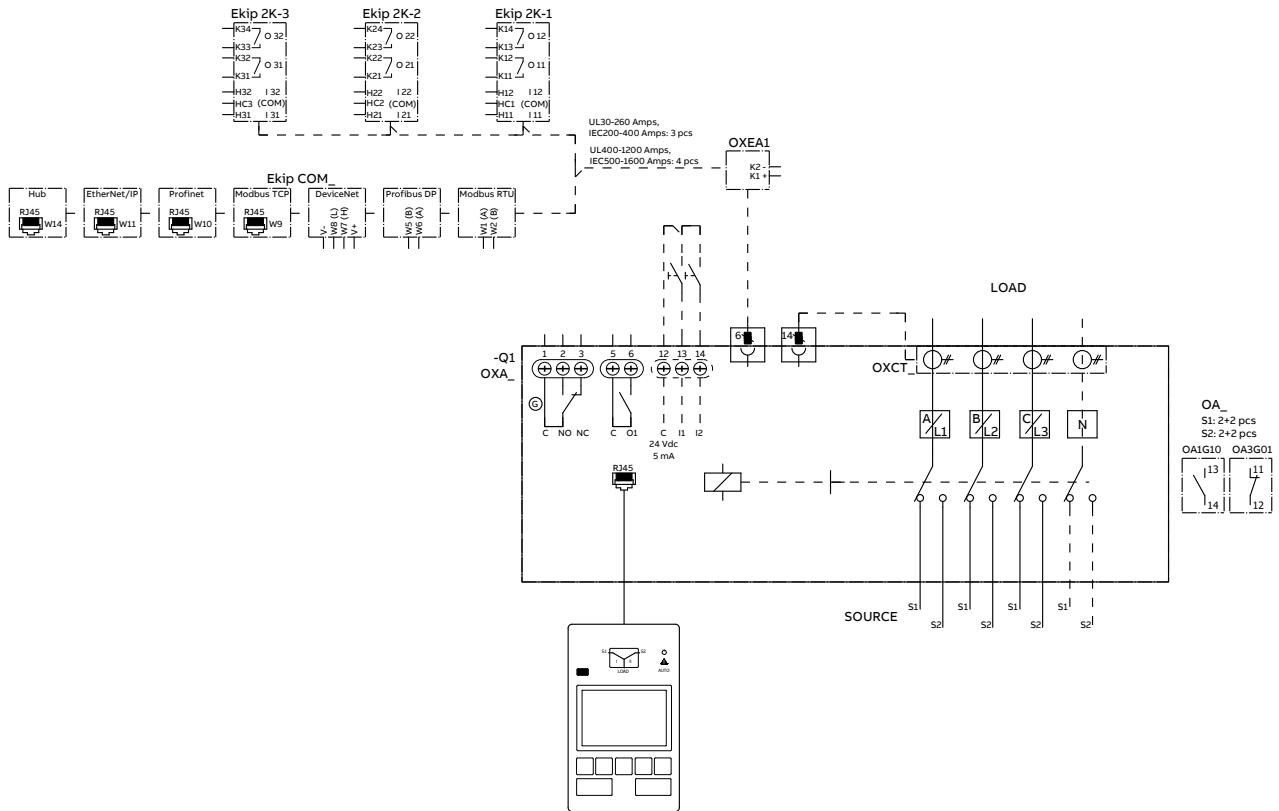 Ekip 2K-3
Ekip 2K-2
Ekip 2K-1
K34
O 32
K33
K32
O 31
K31
H32
I 32
HC3
(COM)
H31
I 31
K24
O 22
K23
K22
O 21
K21
H22
I 22
HC2
(COM)
H21
I 21
K14
O 12
K13
K12
O 11
K11
H12
I 12
HC1
(COM)
H11
I 11
UL30-260 Amps,
IEC200-400 Amps: 3 pcs
UL400-1200 Amps,
IEC500-1600 Amps: 4 pcs
OXEA1
K2 -
K1 +
Ekip COM_
Hub
RJ45
W14
EtherNet/IP
RJ45
W11
Profinet
RJ45
W10
Modbus TCP
RJ45
W9
DeviceNet
V-
W8 (L)
W7 (H)
V+
Profibus DP
W5 (B)
W6 (A)
Modbus RTU
W1 (A)
W2 (B)
LOAD
-Q1
OXA_
1 2 3
5 6
12 13 14
6
14
OXCT_
I
G
C NO NC
C O1
C I1 I2
24 Vdc
5 mA
RJ45
A
L1
B
L2
C
L3
N
OA_
S1: 2+2 pcs
S2: 2+2 pcs
OA1G10
OA3G01
13
14
11
12
SOURCE
S1
S2
S1
S2
S1
S2
S1
S2
S1
S2
I
II
LOAD
AUTO